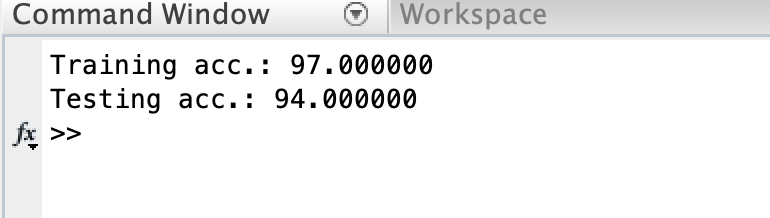 Command Window Workspace
Training acc.: 97.000000
Testing acc.: 94.000000
fx >>